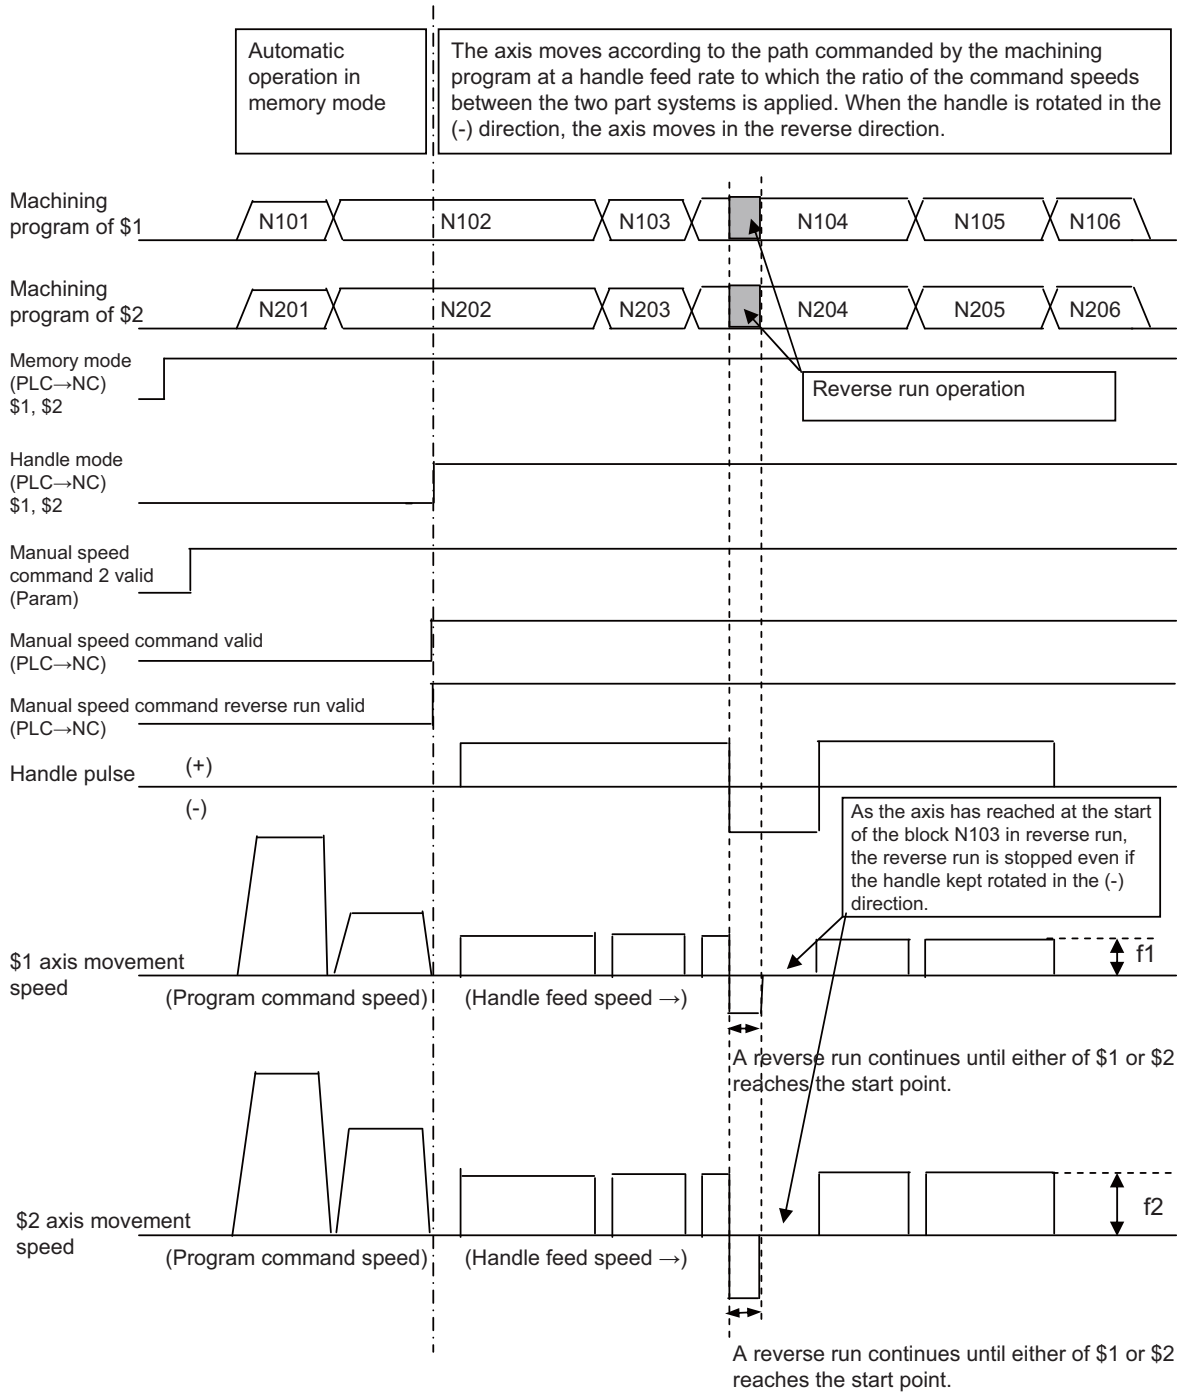 Automatic
operation in
memory mode
The axis moves according to the path commanded by the machining
program at a handle feed rate to which the ratio of the command speeds
between the two part systems is applied. When the handle is rotated in the
(-) direction, the axis moves in the reverse direction.
Machining
program of $1
N101
N102
N103
N104
N105
N106
Machining
program of $2
N201
N202
N203
N204
N205
N206
Memory mode
(PLC→NC)
$1, $2
Reverse run operation
Handle mode
(PLC→NC)
$1, $2
Manual speed
command 2 valid
(Param)
Manual speed command valid
(PLC→NC)
Manual speed command reverse run valid
(PLC→NC)
Handle pulse
(+)
(-)
As the axis has reached at the start
of the block N103 in reverse run,
the reverse run is stopped even if
the handle kept rotated in the (-)
direction.
$1 axis movement
speed
(Program command speed)
(Handle feed speed →)
f1
A reverse run continues until either of $1 or $2
reaches the start point.
$2 axis movement
speed
(Program command speed)
(Handle feed speed →)
f2
A reverse run continues until either of $1 or $2
reaches the start point.